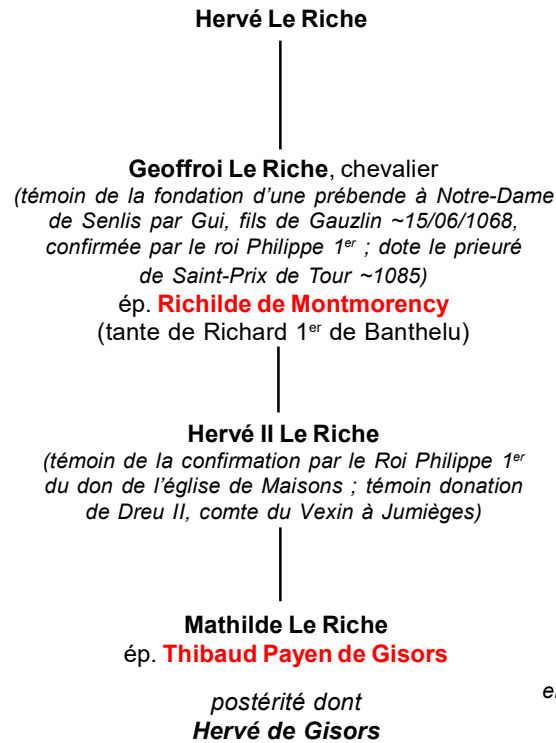 Hervé Le Riche
Geoffroi Le Riche, chevalier
(témoin de la fondation d’une prébende à Notre-Dame
de Senlis par Gui, fils de Gauzlin ~15/06/1068,
confirmée par le roi Philippe 1er ; dote le prieuré
de Saint-Prix de Tour ~1085)
ép. Richilde de Montmorency
(tante de Richard 1er de Banthelu)
Hervé II Le Riche
(témoin de la confirmation par le Roi Philippe 1er
du don de l’église de Maisons ; témoin donation
de Dreu II, comte du Vexin à Jumièges)
Mathilde Le Riche
ép. Thibaud Payen de Gisors
postérité dont
Hervé de Gisors